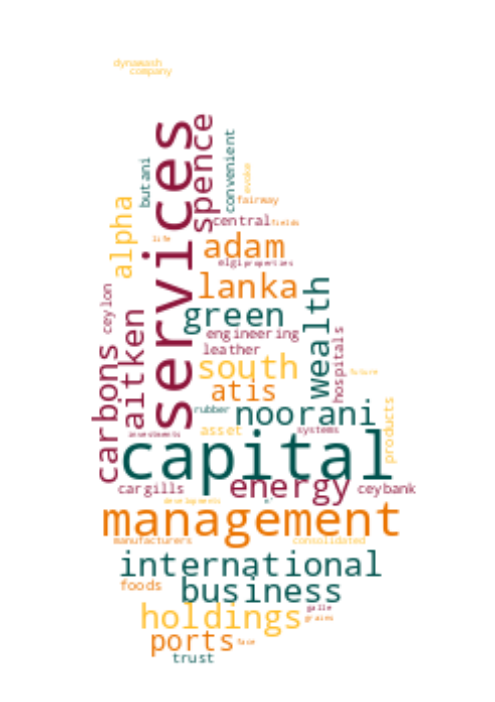 dynawash
company
services
spence
butani
convenient
evoke
alpha
fairway
central
fields
life
adam
elgi
properties
lanka
ceylon
green
wealth
aitken
engineering
leather
hospitals
carbons
south
future
atis
rubber
noorani
products
asset
systems
investments
capital
cargills
energy
ceybank
developments
management
manufacturers
consolidated
international
foods
business
holdings
galle
grains
ports
face
trust